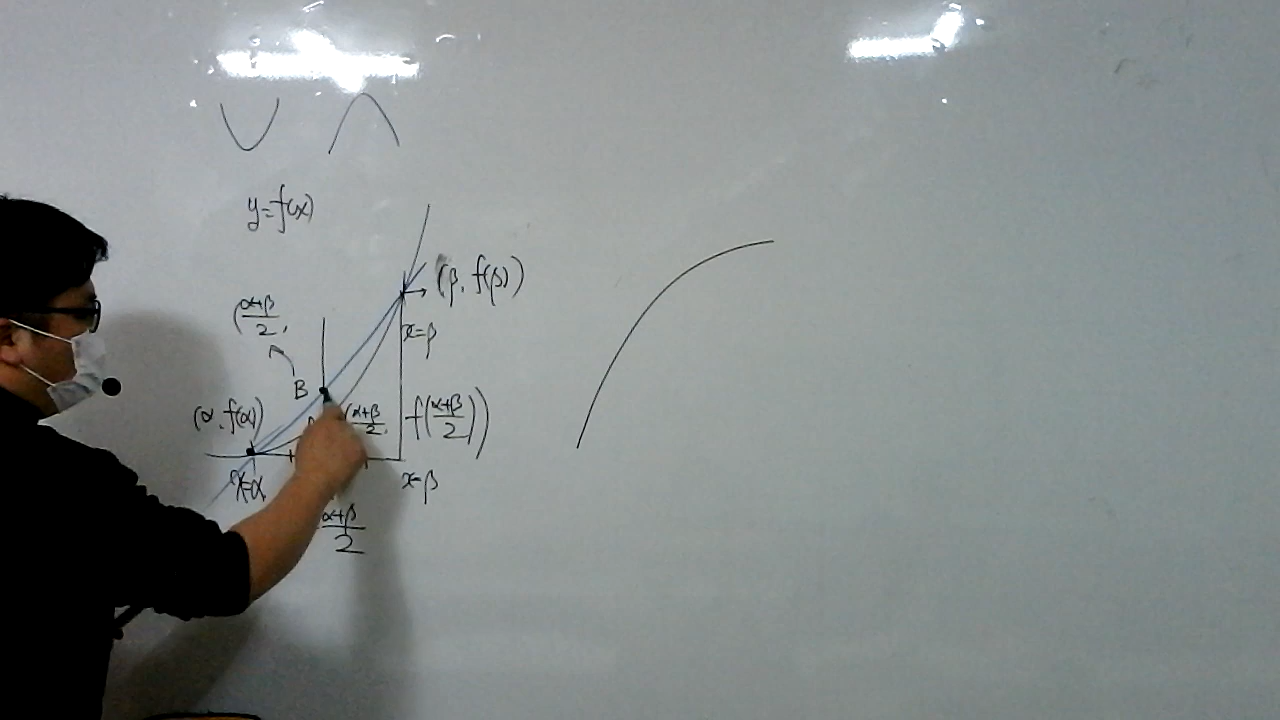 y=f(x)
(β, f(β))
(α+β/2,
x=β
B
(α, f(α))
(α+β/2, f(α+β/2))
x=α
x=β
α+β/2